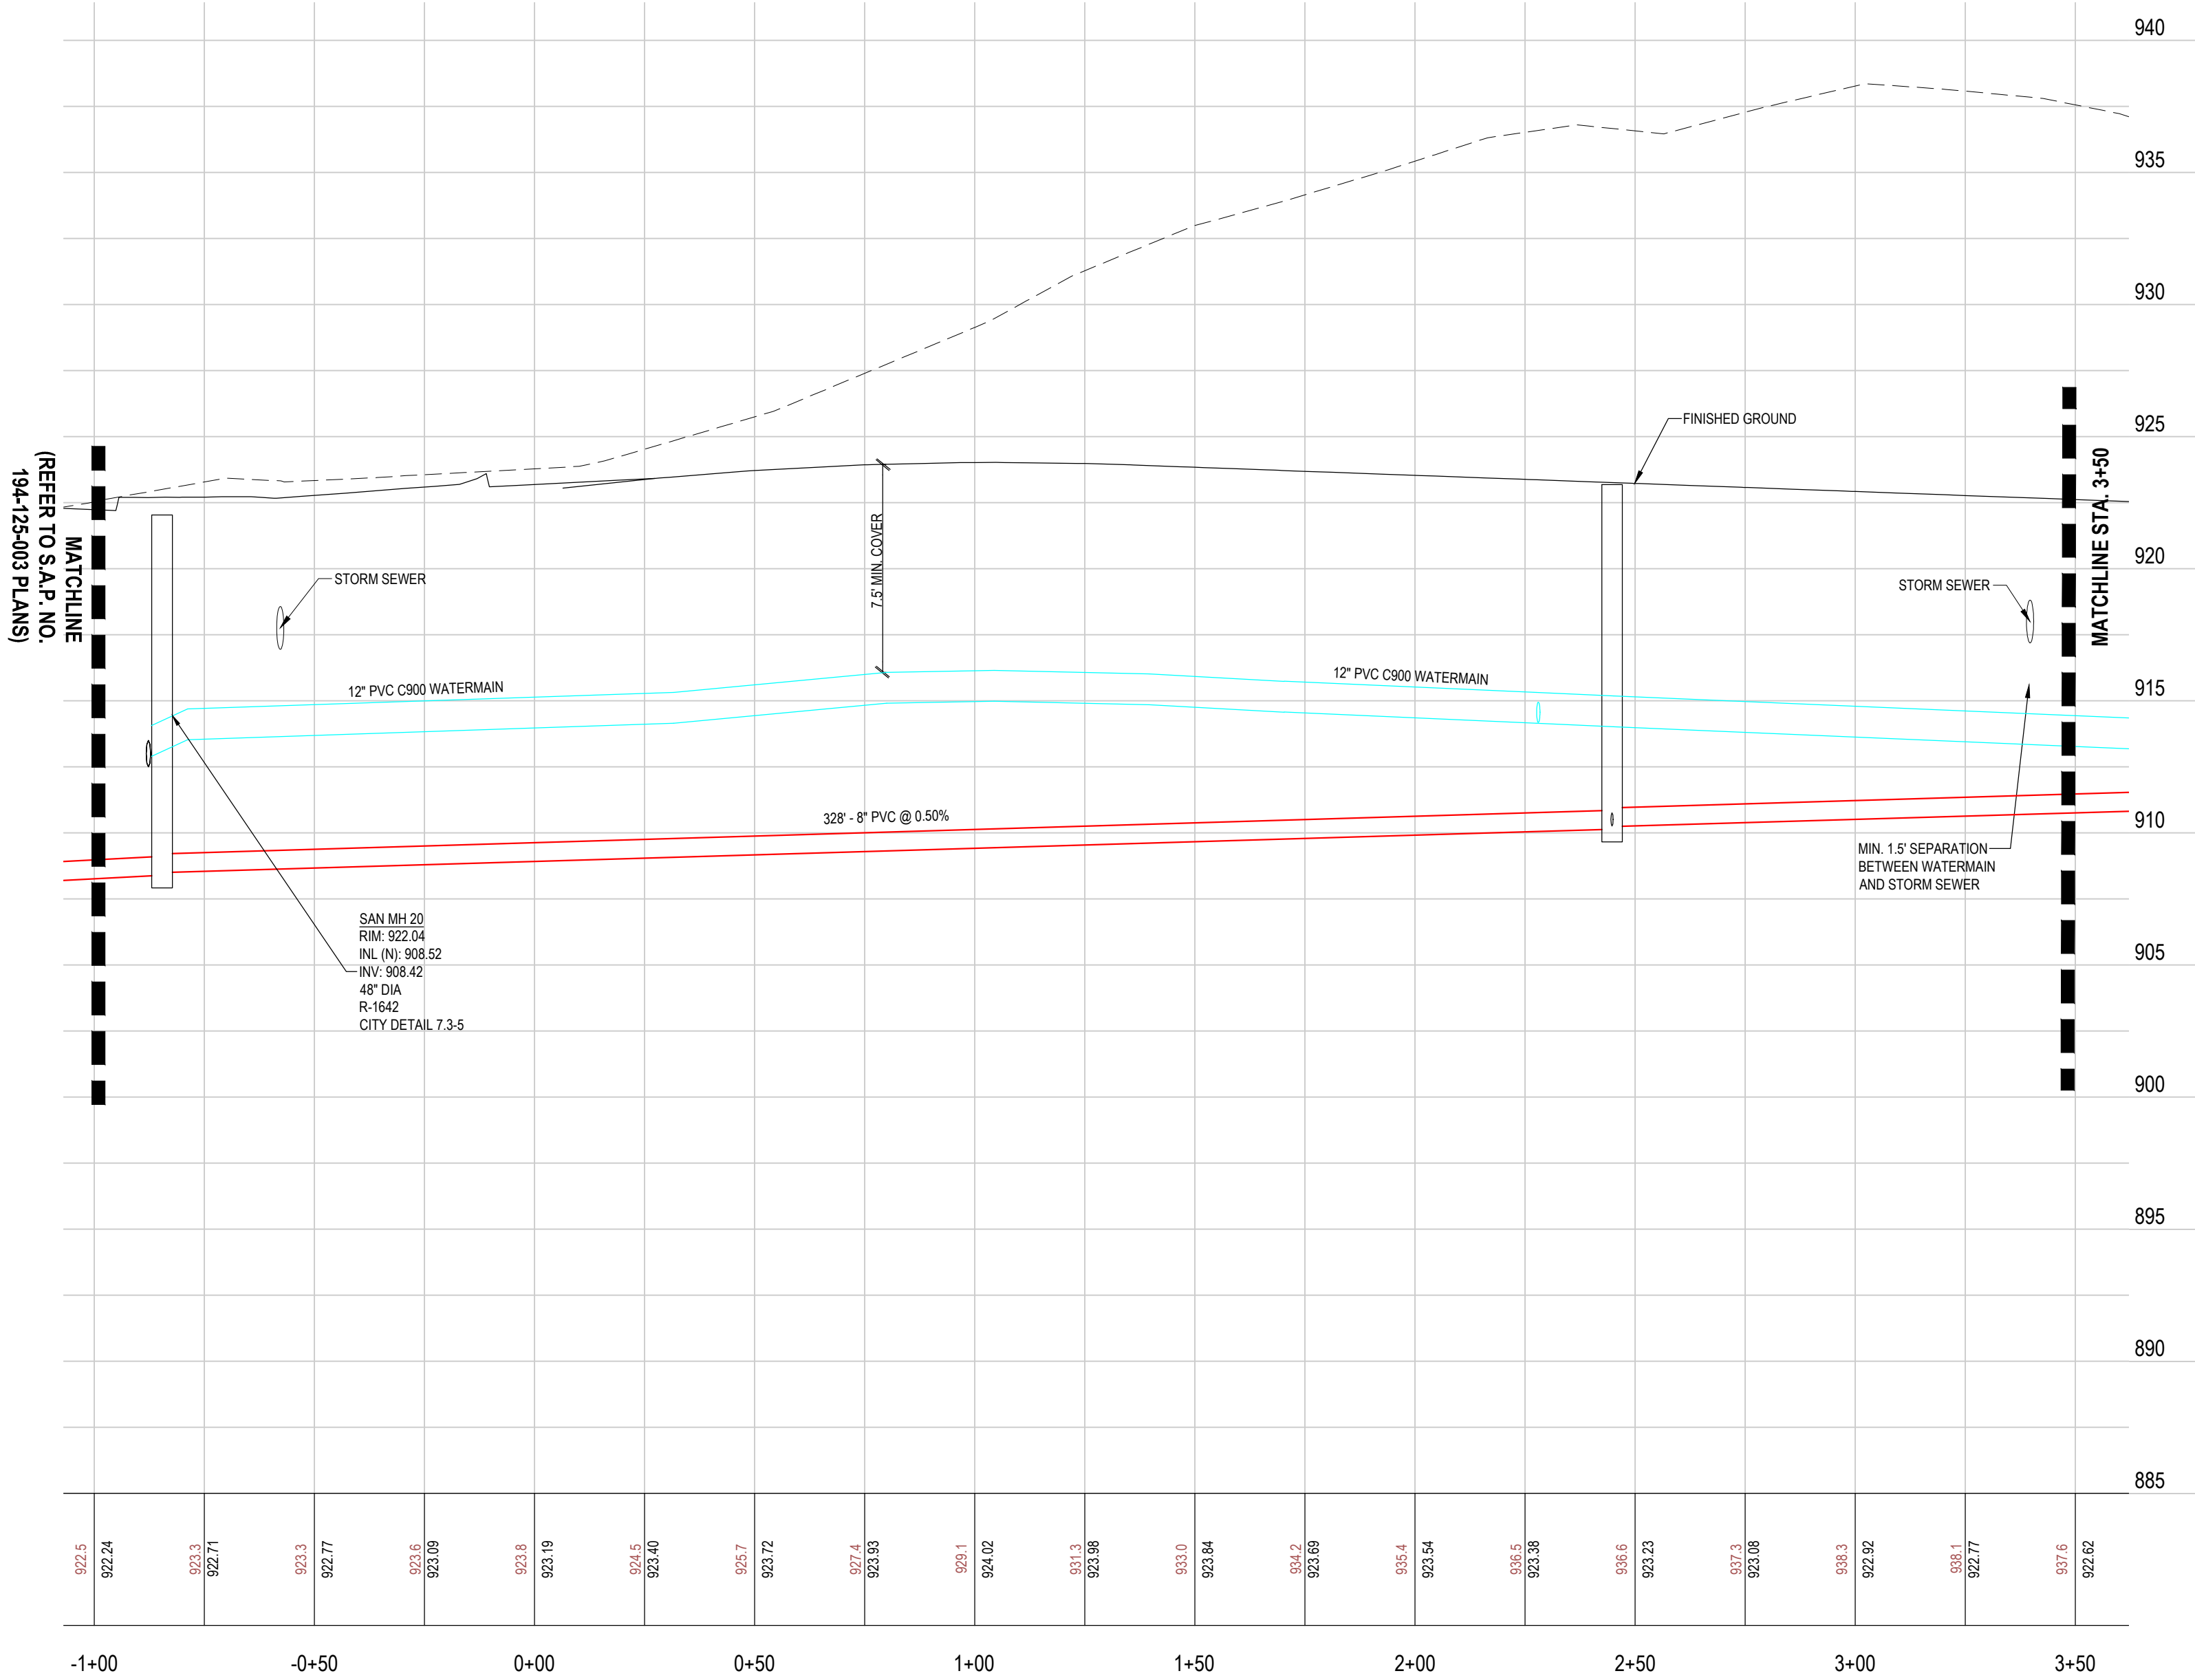 940
935
930
925
920
915
910
905
900
895
890
885
MATCHLINE
(REFER TO S.A.P. NO.
194-125-003 PLANS)
FINISHED GROUND
MATCHLINE STA. 3+50
7.5' MIN. COVER
STORM SEWER
STORM SEWER
12" PVC C900 WATERMAIN
12" PVC C900 WATERMAIN
328' - 8" PVC @ 0.50%
MIN. 1.5' SEPARATION
BETWEEN WATERMAIN
AND STORM SEWER
SAN MH 20
RIM: 922.04
INL (N): 908.52
INV: 908.42
48" DIA
R-1642
CITY DETAIL 7.3-5
922.5
922.24
923.3
922.71
923.3
922.77
923.6
923.09
923.8
923.19
924.5
923.40
925.7
923.72
927.4
923.93
929.1
924.02
931.3
923.98
933.0
923.84
934.2
923.69
935.4
923.54
936.5
923.38
936.6
923.23
937.3
923.08
938.3
922.92
938.1
922.77
937.6
922.62
-1+00
-0+50
0+00
0+50
1+00
1+50
2+00
2+50
3+00
3+50